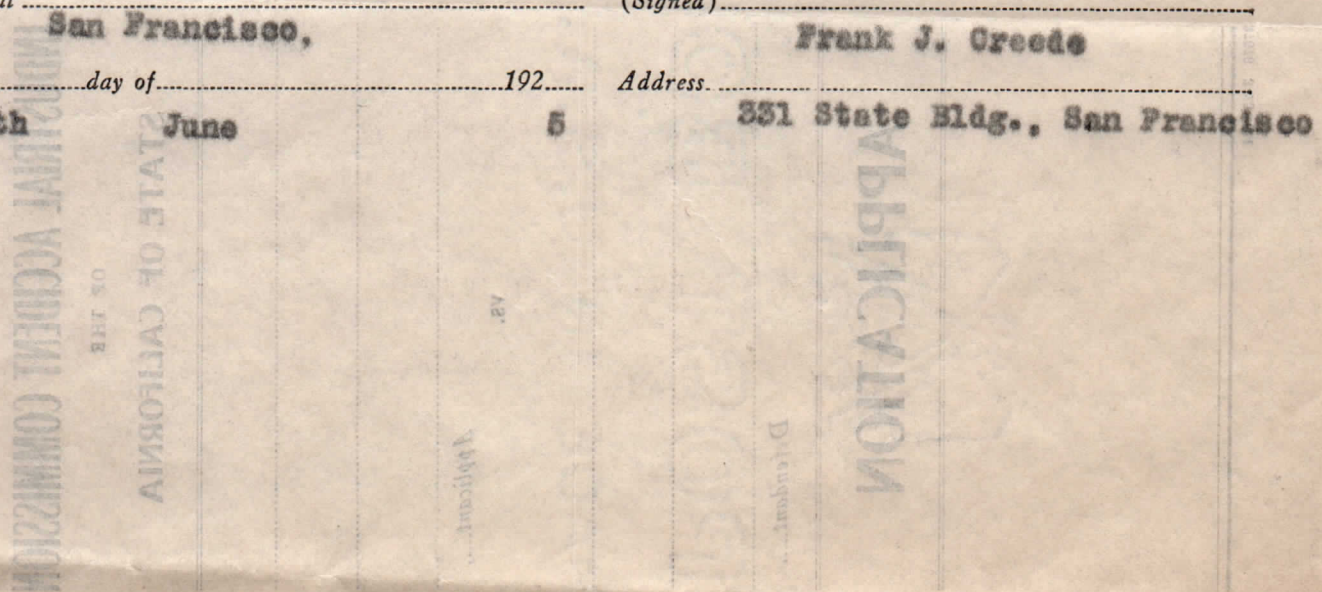 (Signed)
San Francisco,
Frank J. Creede
day of 192
Address
th June 5
331 State Bldg., San Francisco
INDUSTRIAL ACCIDENT COMMISSION
OF THE
STATE OF CALIFORNIA
vs.
Applicant
Defendant
APPLICATION